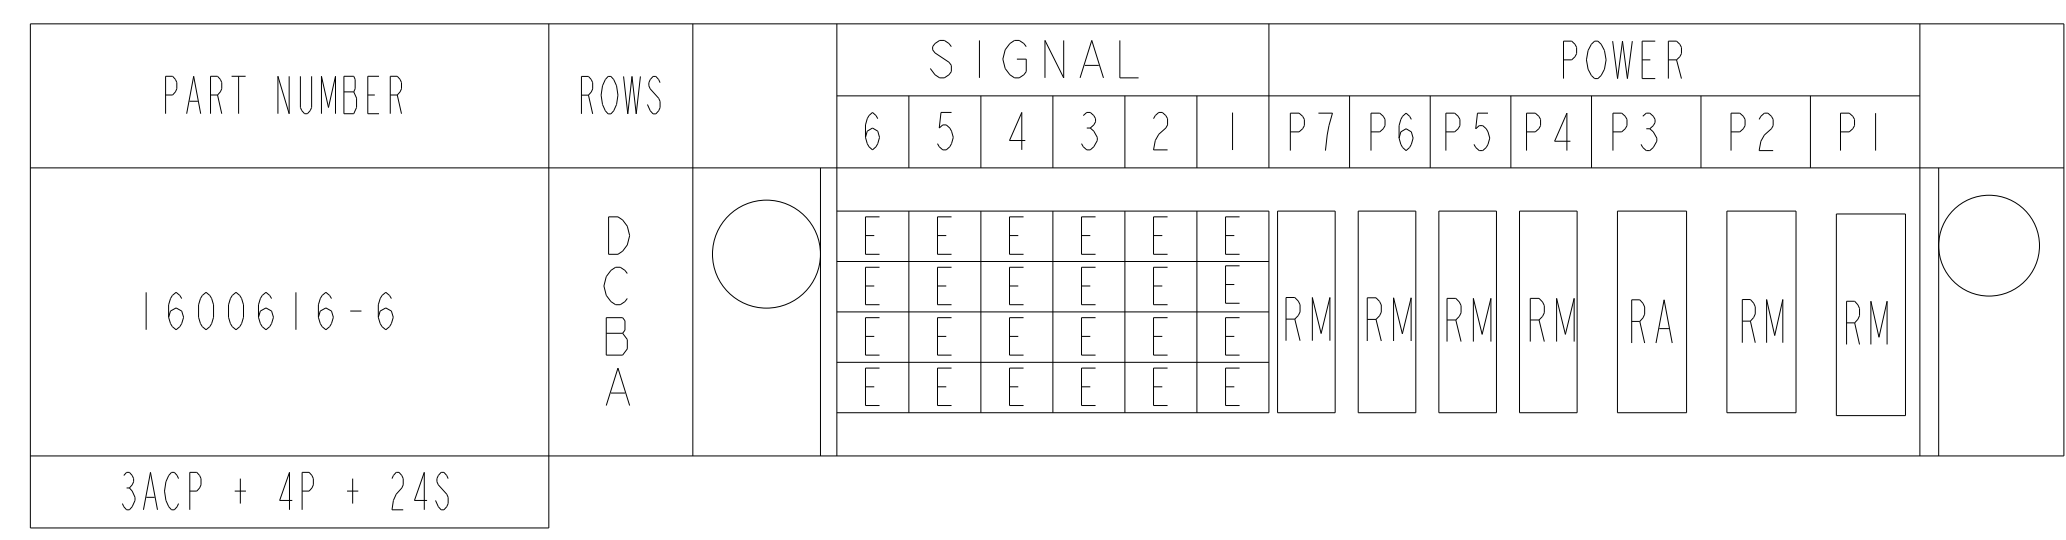 PART NUMBER ROWS SIGNAL POWER
6 5 4 3 2 1 P7 P6 P5 P4 P3 P2 P1
D E E E E E E
C E E E E E E
1600616-6 RM RM RM RM RA RM RM
B E E E E E E
A E E E E E E
3ACP + 4P + 24S